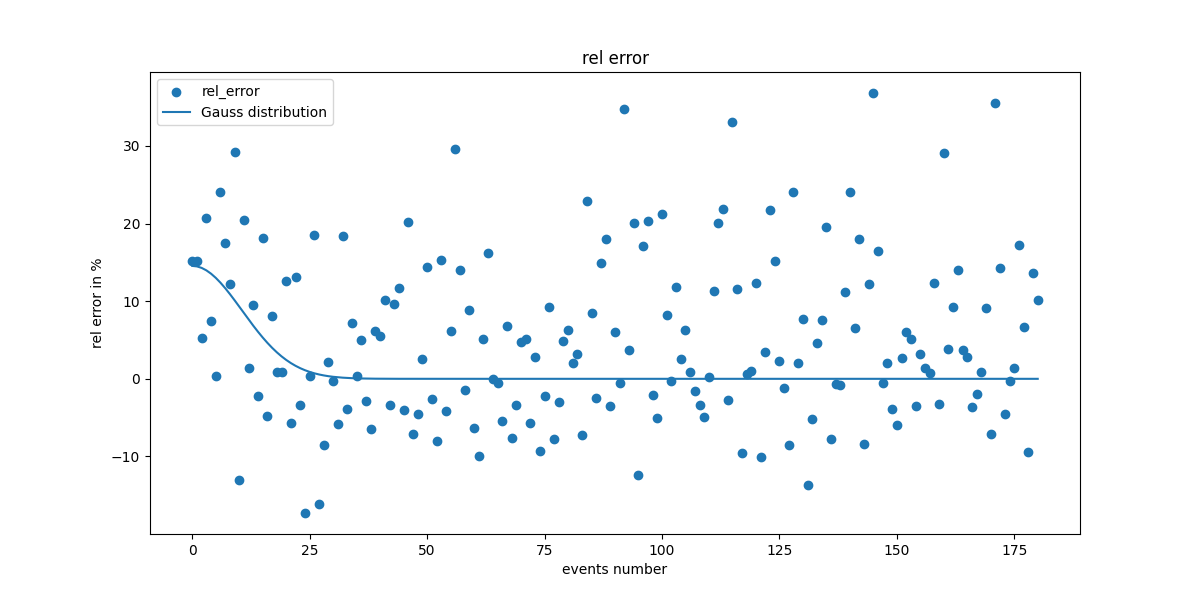 rel error
rel_error
Gauss distribution
rel error in %
30
20
10
0
−10
0 25 50 75 100 125 150 175
events number